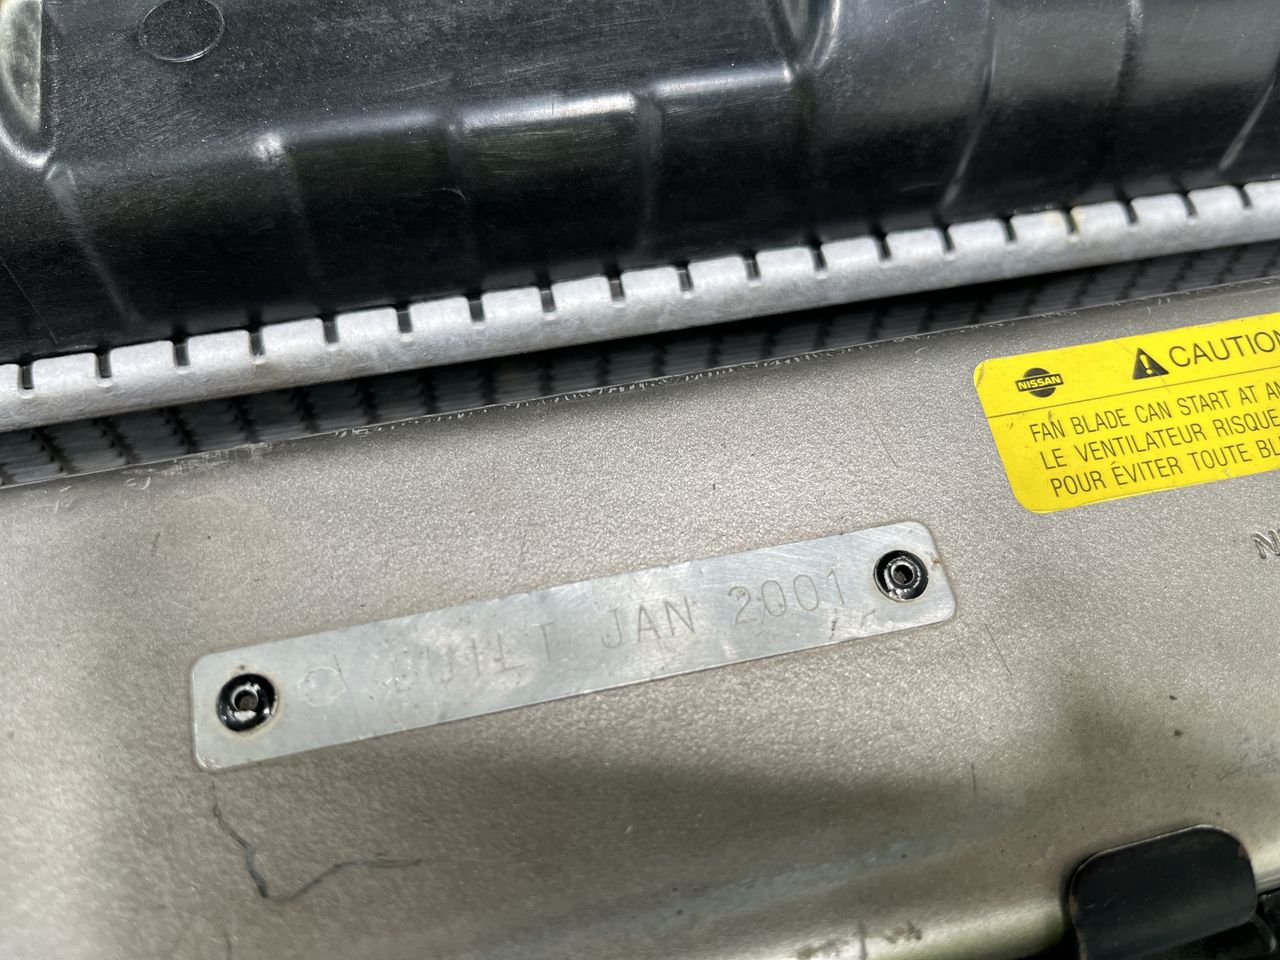 NISSAN
CAUTION
FAN BLADE CAN START AT AN
LE VENTILATEUR RISQUE
POUR ÉVITER TOUTE BL
BUILT JAN 2001